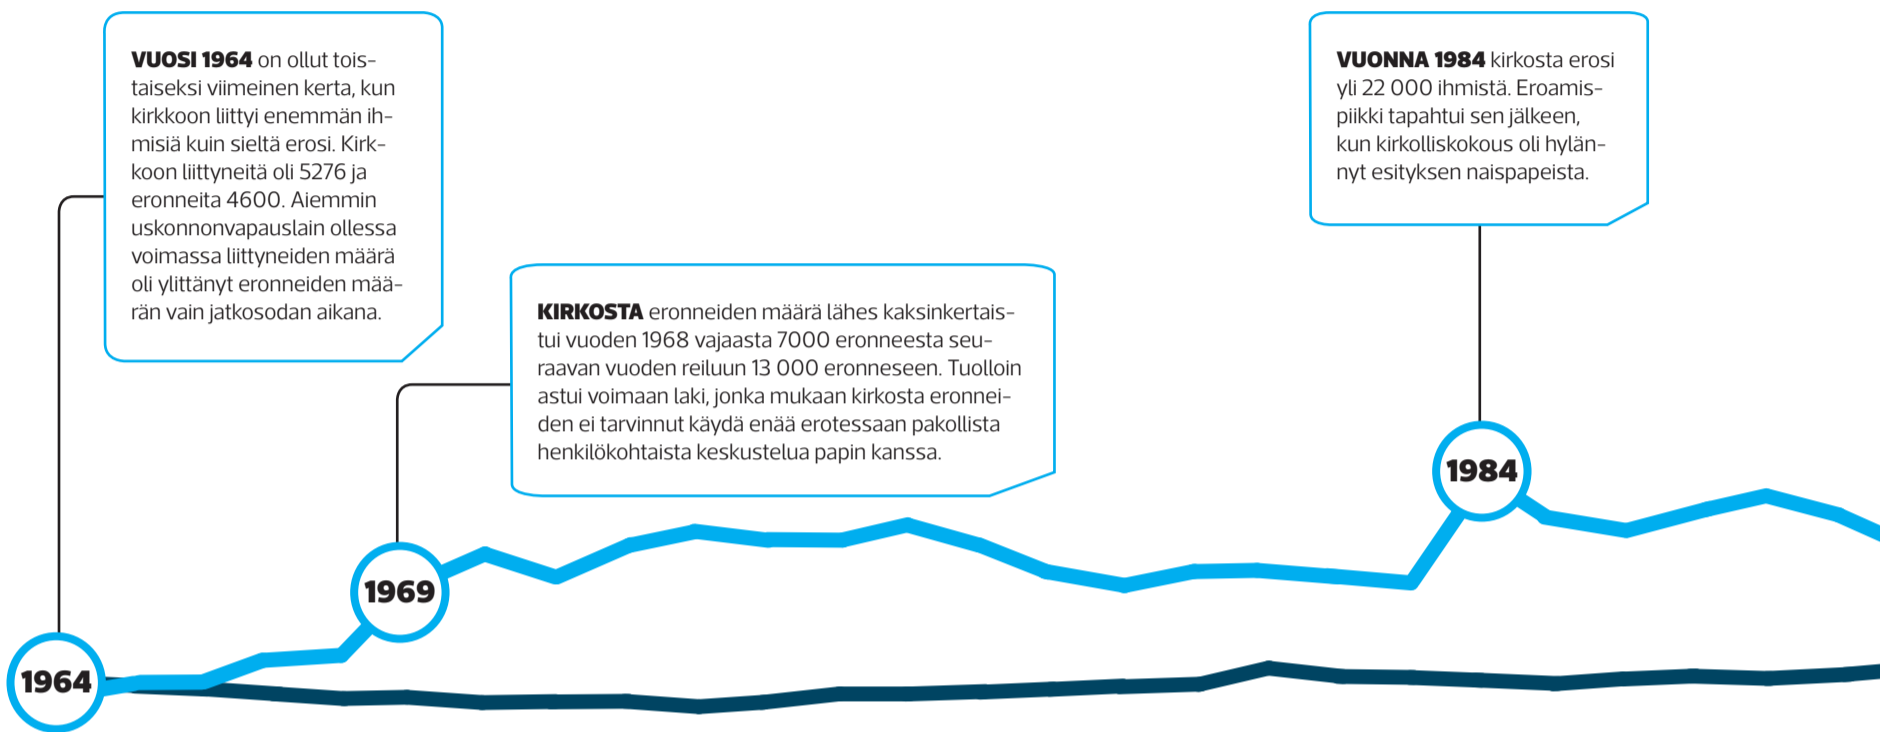 VUOSI 1964 on ollut tois-
taiseksi viimeinen kerta, kun
kirkkoon liittyi enemmän ih-
misiä kuin sieltä erosi. Kirk-
koon liittyneitä oli 5276 ja
eronneita 4600. Aiemmin
uskonnonvapauslain ollessa
voimassa liittyneiden määrä
oli ylittänyt eronneiden mää-
rän vain jatkosodan aikana.
KIRKOSTA eronneiden määrä lähes kaksinkertais-
tui vuoden 1968 vajaasta 7000 eronneesta seu-
raavan vuoden reiluun 13 000 eronneseen. Tuolloin
astui voimaan laki, jonka mukaan kirkosta eronnei-
den ei tarvinnut käydä enää erotessaan pakollista
henkilökohtaista keskustelua papin kanssa.
VUONNA 1984 kirkosta erosi
yli 22 000 ihmistä. Eroamis-
piikki tapahtui sen jälkeen,
kun kirkolliskokous oli hylän-
nyt esityksen naispapeista.
1964
1969
1984